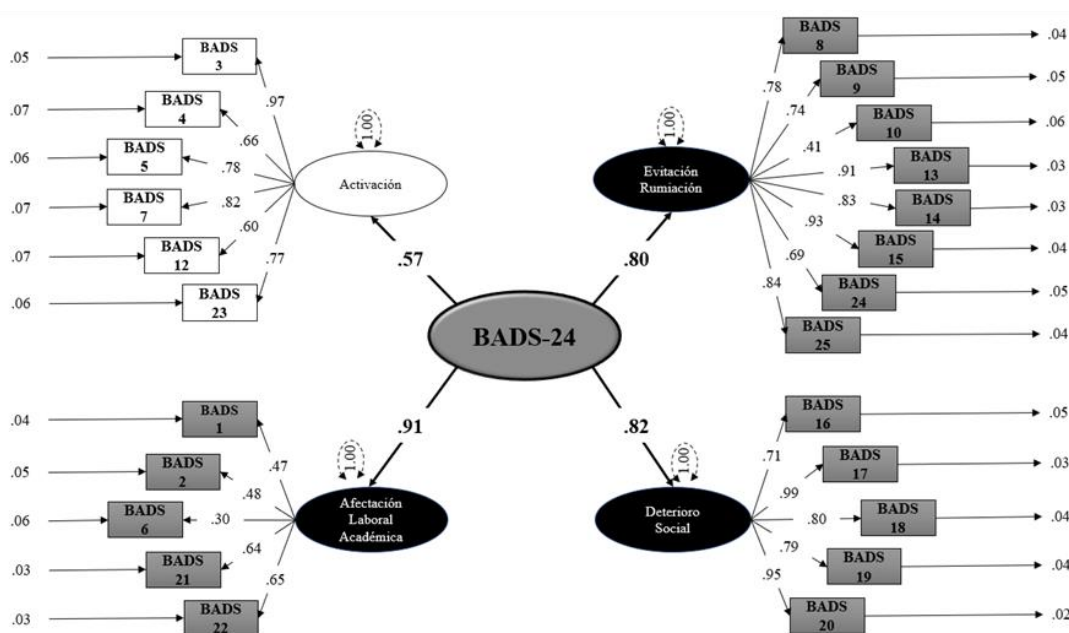 .05
BADS
3
.97
.07
BADS
4
.66
.06
BADS
5
.78
.07
BADS
7
.82
.07
BADS
12
.60
.06
BADS
23
.77
1.00
Activación
.57
BADS
8
.04
.78
BADS
9
.05
.74
BADS
10
.06
.41
BADS
13
.03
.91
BADS
14
.03
.83
BADS
15
.04
.93
BADS
24
.05
.69
BADS
25
.04
.84
1.00
Evitación
Rumiación
.80
BADS-24
.04
BADS
1
.47
.05
BADS
2
.48
.06
BADS
6
.30
.03
BADS
21
.64
.03
BADS
22
.65
1.00
Afectación
Laboral
Académica
.91
BADS
16
.05
.71
BADS
17
.03
.99
BADS
18
.04
.80
BADS
19
.04
.79
BADS
20
.02
.95
1.00
Deterioro
Social
.82